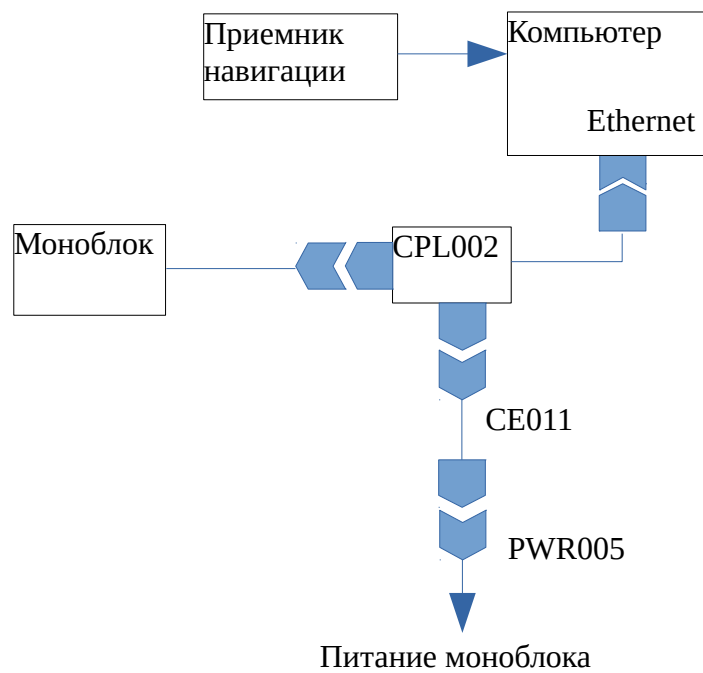 Приемник
навигации
Компьютер
Ethernet
Моноблок
CPL002
CE011
PWR005
Питание моноблока